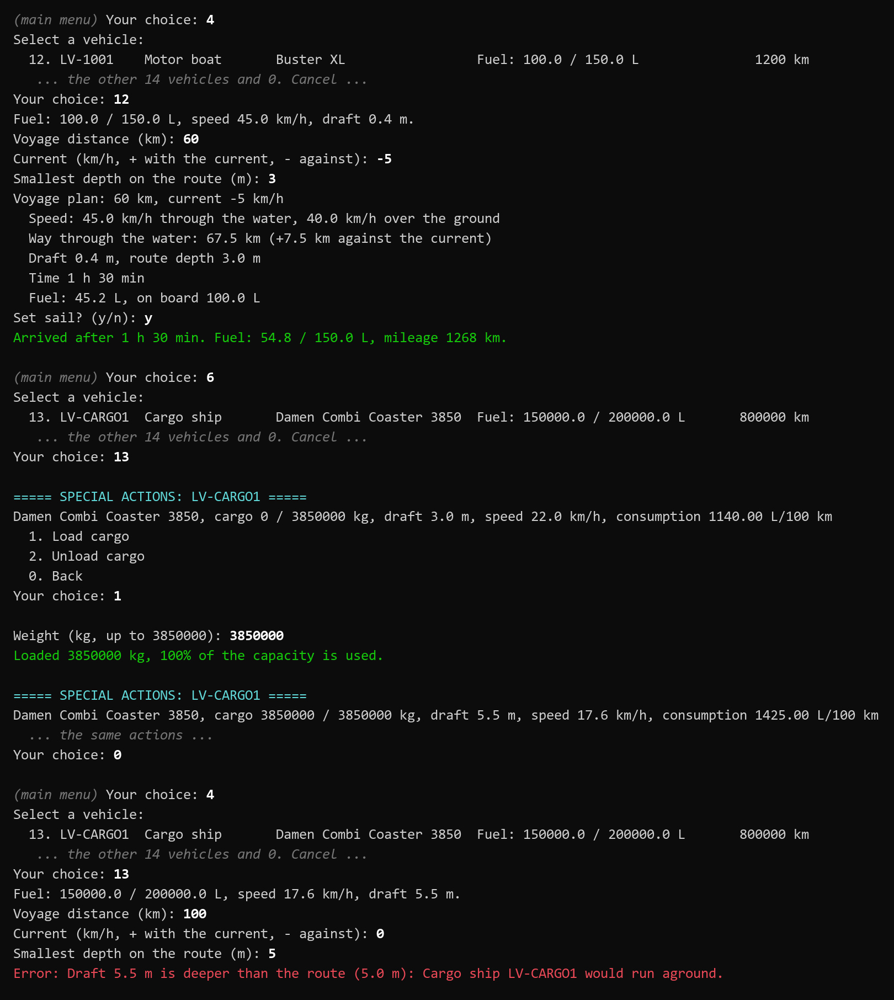 (main menu) Your choice: 4
Select a vehicle:
  12. LV-1001    Motor boat       Buster XL                 Fuel: 100.0 / 150.0 L               1200 km
   ... the other 14 vehicles and 0. Cancel ...
Your choice: 12
Fuel: 100.0 / 150.0 L, speed 45.0 km/h, draft 0.4 m.
Voyage distance (km): 60
Current (km/h, + with the current, - against): -5
Smallest depth on the route (m): 3
Voyage plan: 60 km, current -5 km/h
  Speed: 45.0 km/h through the water, 40.0 km/h over the ground
  Way through the water: 67.5 km (+7.5 km against the current)
  Draft 0.4 m, route depth 3.0 m
  Time 1 h 30 min
  Fuel: 45.2 L, on board 100.0 L
Set sail? (y/n): y
Arrived after 1 h 30 min. Fuel: 54.8 / 150.0 L, mileage 1268 km.

(main menu) Your choice: 6
Select a vehicle:
  13. LV-CARGO1  Cargo ship       Damen Combi Coaster 3850  Fuel: 150000.0 / 200000.0 L       800000 km
   ... the other 14 vehicles and 0. Cancel ...
Your choice: 13

===== SPECIAL ACTIONS: LV-CARGO1 =====
Damen Combi Coaster 3850, cargo 0 / 3850000 kg, draft 3.0 m, speed 22.0 km/h, consumption 1140.00 L/100 km
  1. Load cargo
  2. Unload cargo
  0. Back
Your choice: 1

Weight (kg, up to 3850000): 3850000
Loaded 3850000 kg, 100% of the capacity is used.

===== SPECIAL ACTIONS: LV-CARGO1 =====
Damen Combi Coaster 3850, cargo 3850000 / 3850000 kg, draft 5.5 m, speed 17.6 km/h, consumption 1425.00 L/100 km
  ... the same actions ...
Your choice: 0

(main menu) Your choice: 4
Select a vehicle:
  13. LV-CARGO1  Cargo ship       Damen Combi Coaster 3850  Fuel: 150000.0 / 200000.0 L       800000 km
   ... the other 14 vehicles and 0. Cancel ...
Your choice: 13
Fuel: 150000.0 / 200000.0 L, speed 17.6 km/h, draft 5.5 m.
Voyage distance (km): 100
Current (km/h, + with the current, - against): 0
Smallest depth on the route (m): 5
Error: Draft 5.5 m is deeper than the route (5.0 m): Cargo ship LV-CARGO1 would run aground.